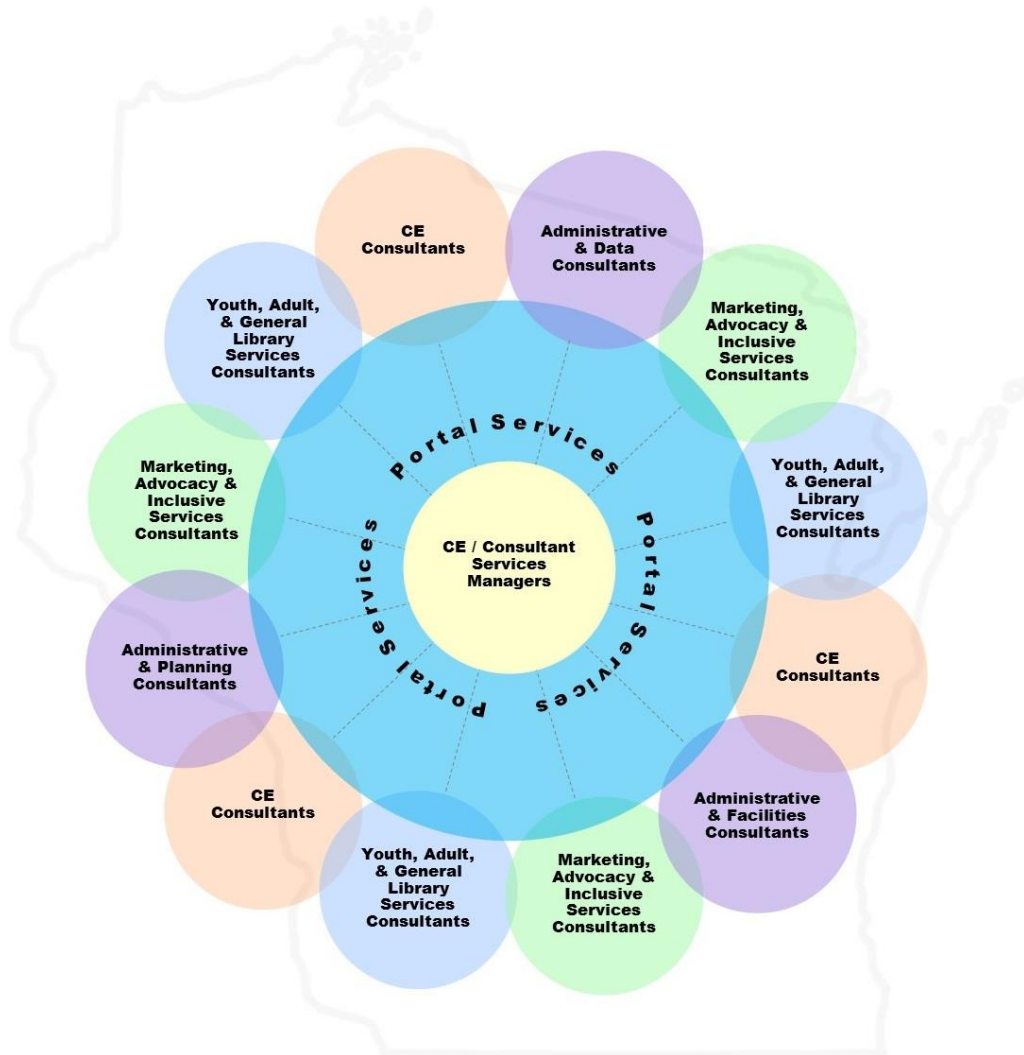 CE
Consultants
Administrative
& Data
Consultants
Marketing,
Advocacy &
Inclusive
Services
Consultants
Youth, Adult,
& General
Library
Services
Consultants
CE
Consultants
Administrative
& Facilities
Consultants
Marketing,
Advocacy &
Inclusive
Services
Consultants
Youth, Adult,
& General
Library
Services
Consultants
CE
Consultants
Administrative
& Planning
Consultants
Marketing,
Advocacy &
Inclusive
Services
Consultants
Youth, Adult,
& General
Library
Services
Consultants
Portal Services
Portal Services
Portal Services
CE / Consultant
Services
Managers